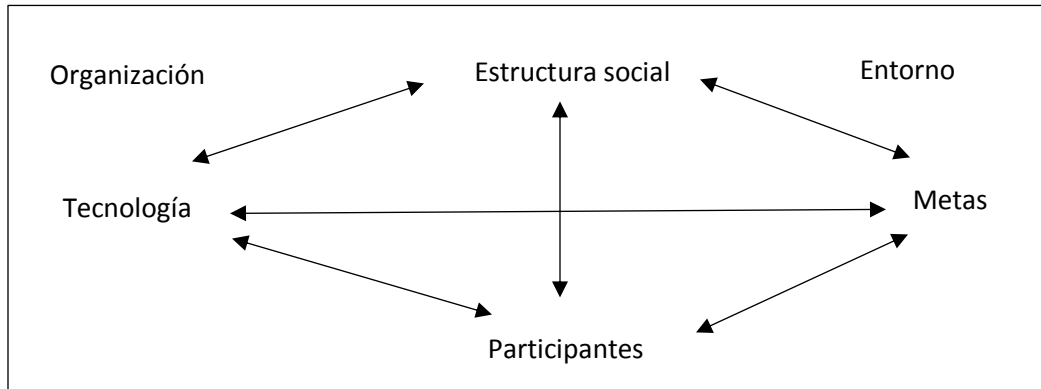 Organización
Estructura social
Entorno
Tecnología
Metas
Participantes